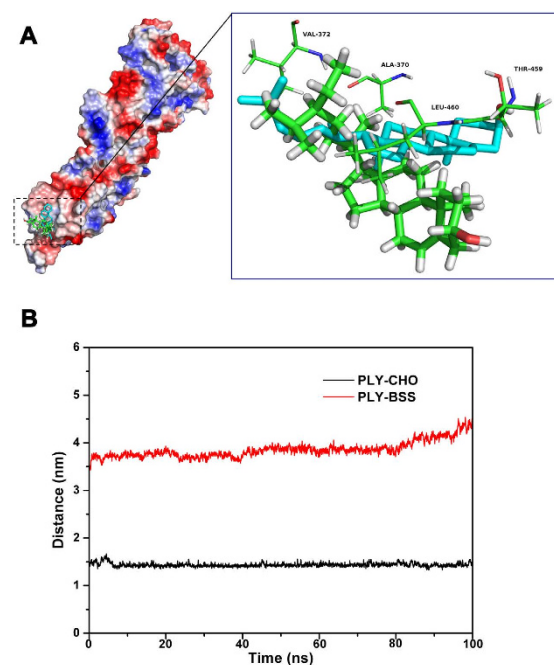 A
VAL-372
ALA-370
THR-459
LEU-460
B
6
5
4
3
2
1
0
PLY-CHO
PLY-BSS
Distance (nm)
0 20 40 60 80 100
Time (ns)